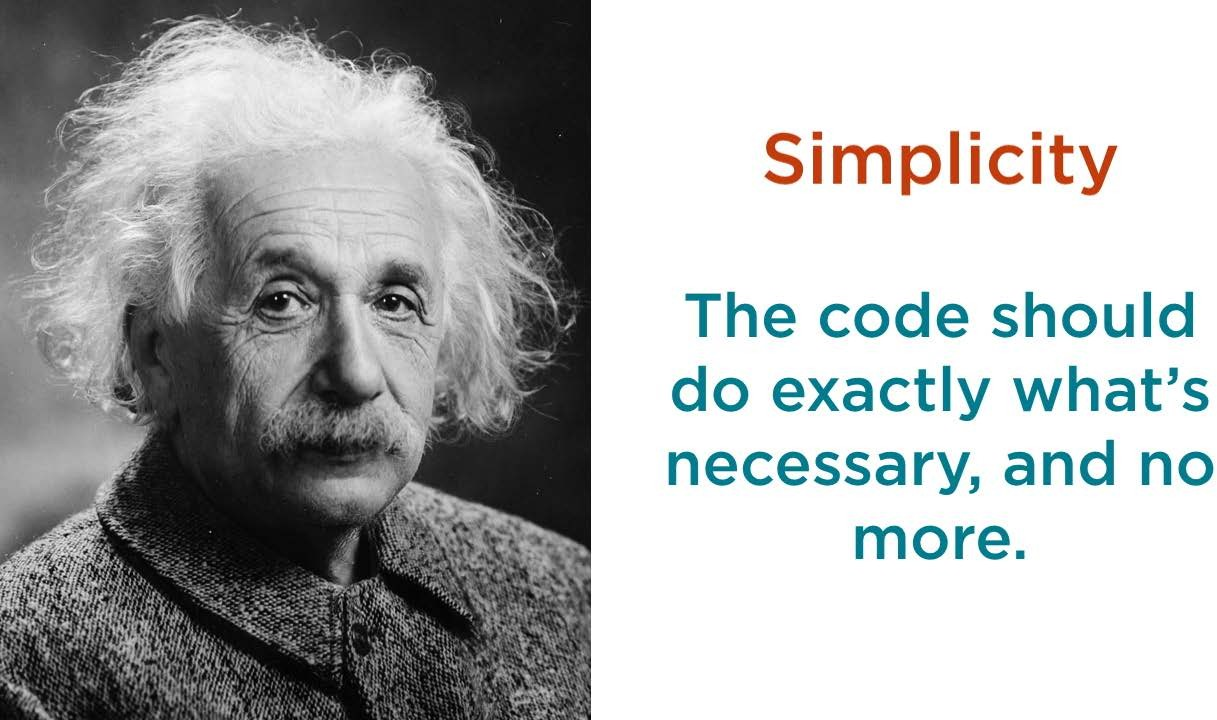 Simplicity
The code should
do exactly what’s
necessary, and no
more.